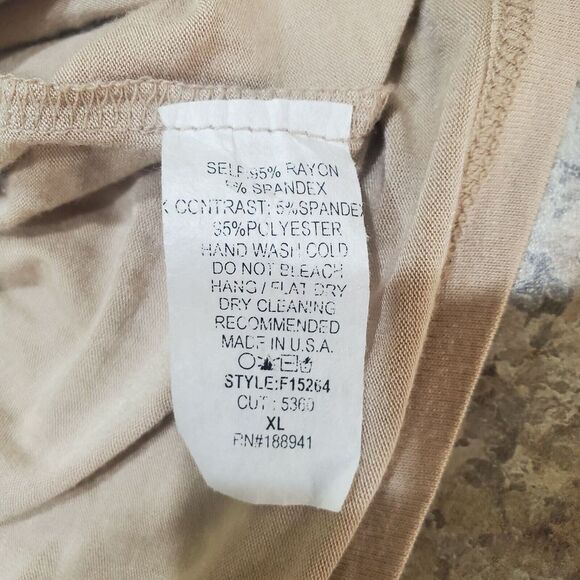 SELF:95% RAYON
5% SPANDEX
CONTRAST: 5%SPANDEX
95%POLYESTER
HAND WASH COLD
DO NOT BLEACH
HANG / FLAT DRY
DRY CLEANING
RECOMMENDED
MADE IN U.S.A.
STYLE:F15264
CUT : 5360
XL
RN#188941